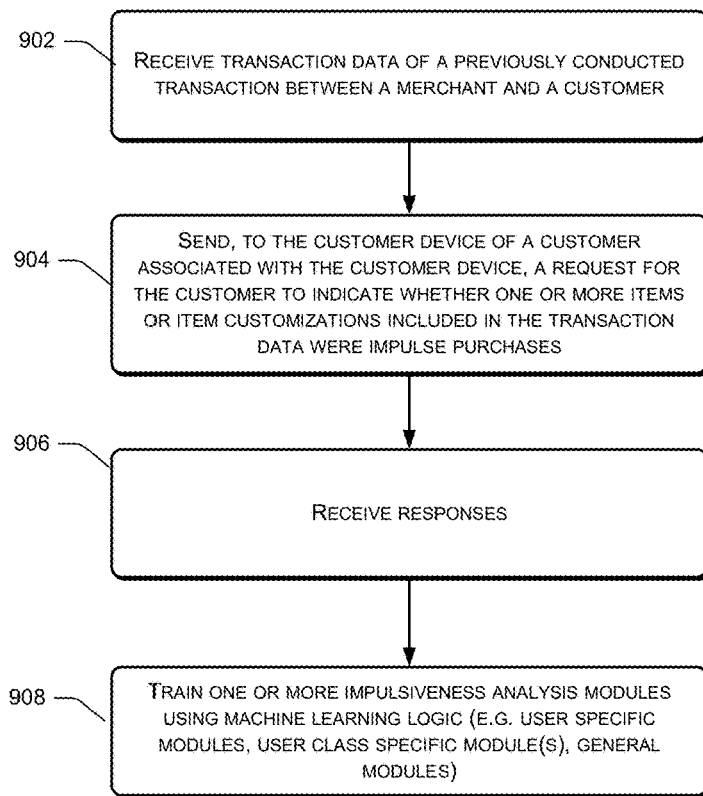 902
RECEIVE TRANSACTION DATA OF A PREVIOUSLY CONDUCTED
TRANSACTION BETWEEN A MERCHANT AND A CUSTOMER
904
SEND, TO THE CUSTOMER DEVICE OF A CUSTOMER
ASSOCIATED WITH THE CUSTOMER DEVICE, A REQUEST FOR
THE CUSTOMER TO INDICATE WHETHER ONE OR MORE ITEMS
OR ITEM CUSTOMIZATIONS INCLUDED IN THE TRANSACTION
DATA WERE IMPULSE PURCHASES
906
RECEIVE RESPONSES
908
TRAIN ONE OR MORE IMPULSIVENESS ANALYSIS MODULES
USING MACHINE LEARNING LOGIC (E.G. USER SPECIFIC
MODULES, USER CLASS SPECIFIC MODULE(S), GENERAL
MODULES)